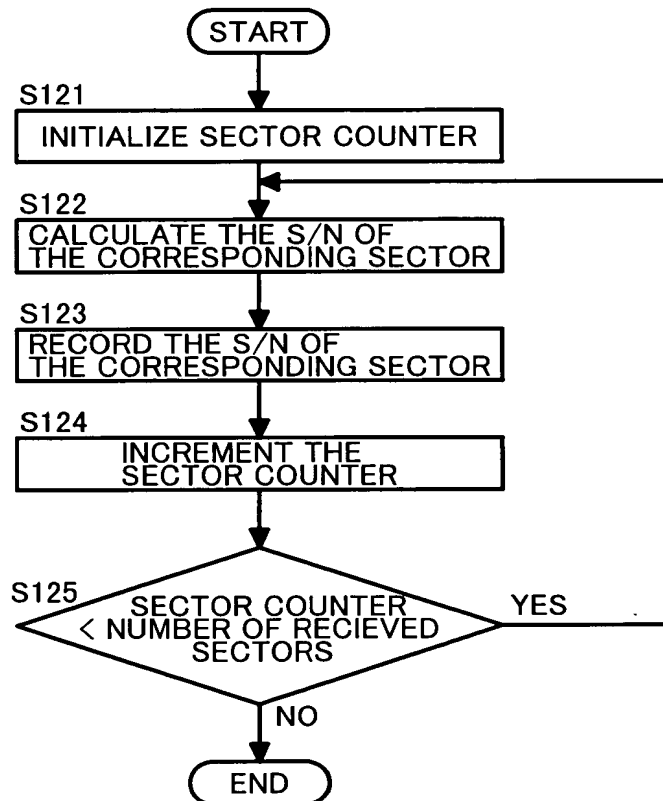 START
S121
INITIALIZE SECTOR COUNTER
S122
CALCULATE THE S/N OF
THE CORRESPONDING SECTOR
S123
RECORD THE S/N OF
THE CORRESPONDING SECTOR
S124
INCREMENT THE
SECTOR COUNTER
S125
SECTOR COUNTER
< NUMBER OF RECIEVED
SECTORS
YES
NO
END